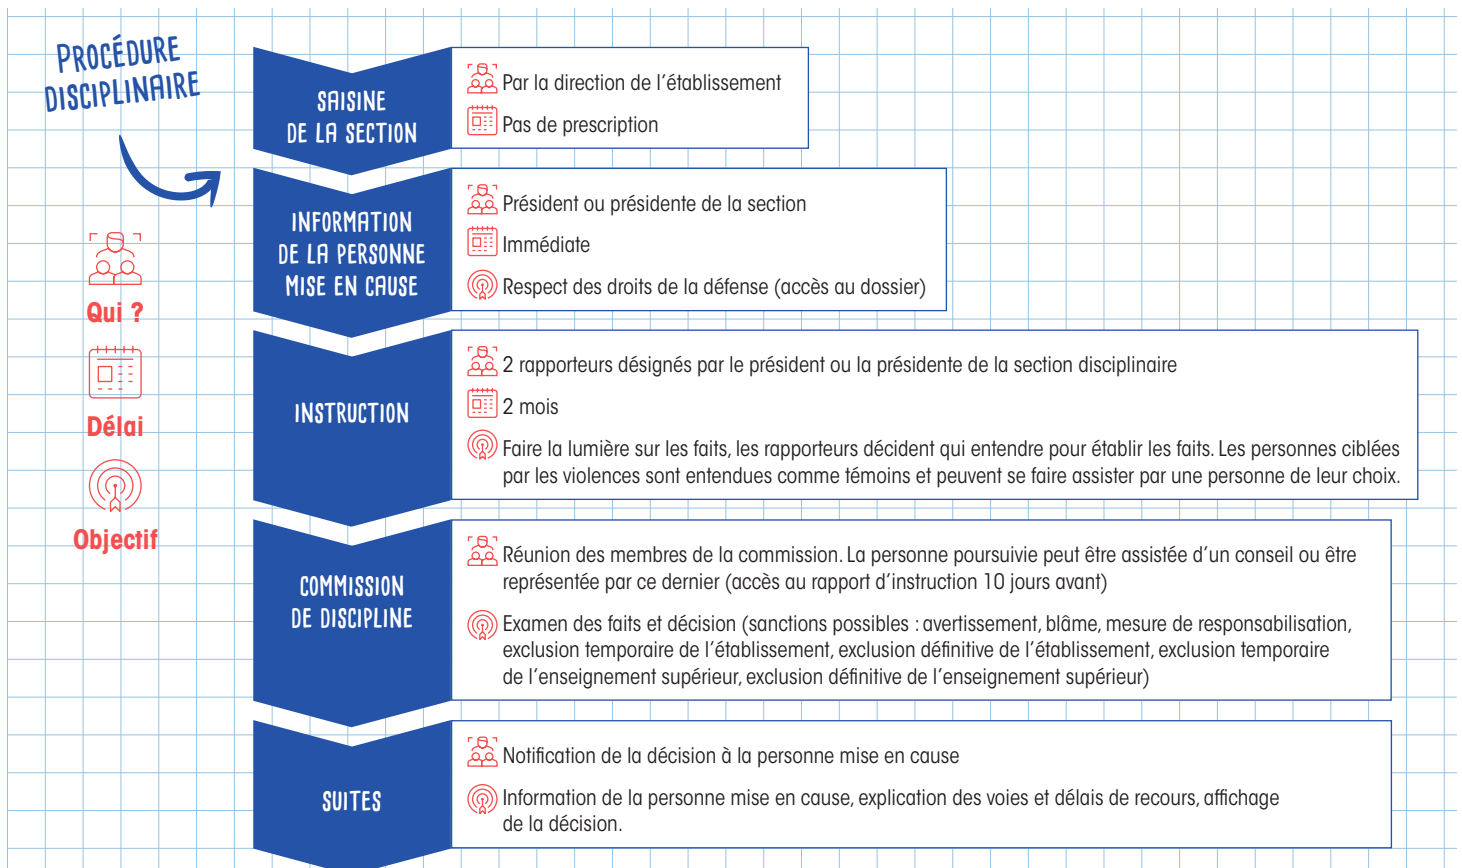 PROCÉDURE
DISCIPLINAIRE
Qui ?
Délai
Objectif
SAISINE
DE LA SECTION
Par la direction de l'établissement
Pas de prescription
INFORMATION
DE LA PERSONNE
MISE EN CAUSE
Président ou présidente de la section
Immédiate
Respect des droits de la défense (accès au dossier)
INSTRUCTION
2 rapporteurs désignés par le président ou la présidente de la section disciplinaire
2 mois
Faire la lumière sur les faits, les rapporteurs décident qui entendre pour établir les faits. Les personnes ciblées
par les violences sont entendues comme témoins et peuvent se faire assister par une personne de leur choix.
COMMISSION
DE DISCIPLINE
Réunion des membres de la commission. La personne poursuivie peut être assistée d'un conseil ou être
représentée par ce dernier (accès au rapport d'instruction 10 jours avant)
Examen des faits et décision (sanctions possibles : avertissement, blâme, mesure de responsabilisation,
exclusion temporaire de l'établissement, exclusion définitive de l'établissement, exclusion temporaire
de l'enseignement supérieur, exclusion définitive de l'enseignement supérieur)
SUITES
Notification de la décision à la personne mise en cause
Information de la personne mise en cause, explication des voies et délais de recours, affichage
de la décision.